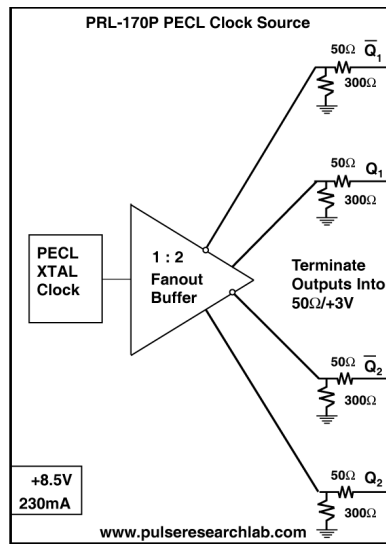 PRL-170P PECL Clock Source
50Ω Q̅1
300Ω
50Ω Q1
300Ω
PECL
XTAL
Clock
1 : 2
Fanout
Buffer
Terminate
Outputs Into
50Ω/+3V
50Ω Q̅2
300Ω
+8.5V
230mA
50Ω Q2
300Ω
www.pulseresearchlab.com